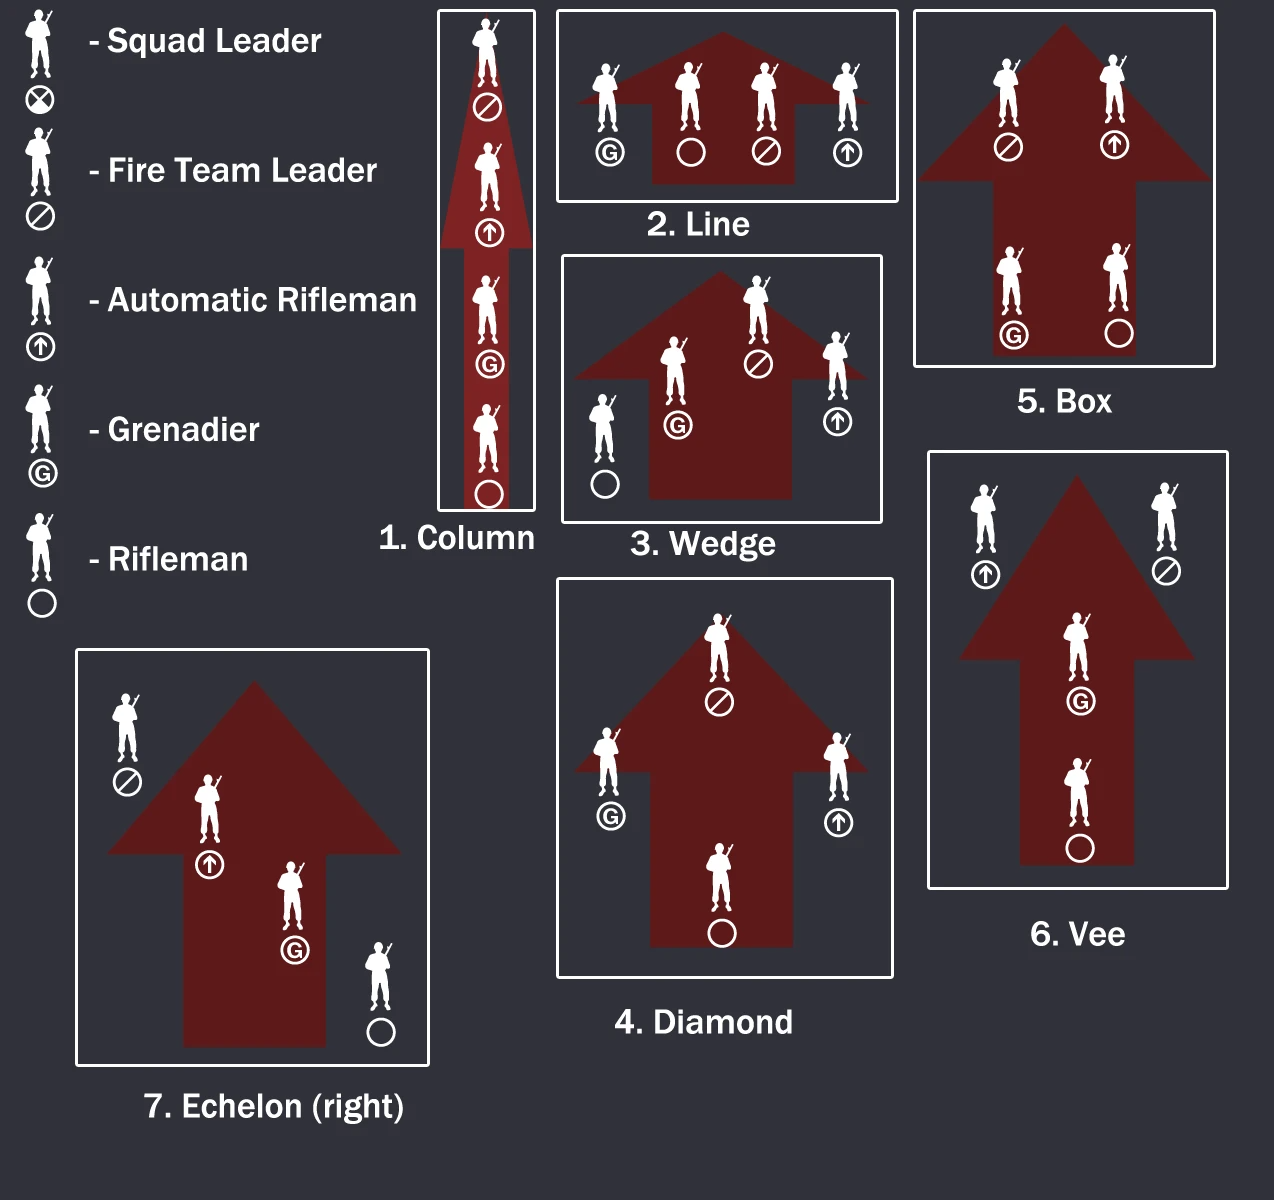 - Squad Leader
- Fire Team Leader
- Automatic Rifleman
G
- Grenadier
- Rifleman
G
1. Column
G
2. Line
G
3. Wedge
G
4. Diamond
G
5. Box
G
6. Vee
G
7. Echelon (right)